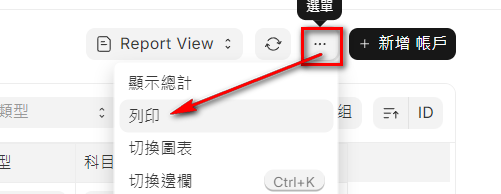 選單
Report View
...
+ 新增 帳戶
顯示總計
列印
切換圖表
切換邊欄 Ctrl+K
類型
组
ID
型
科目